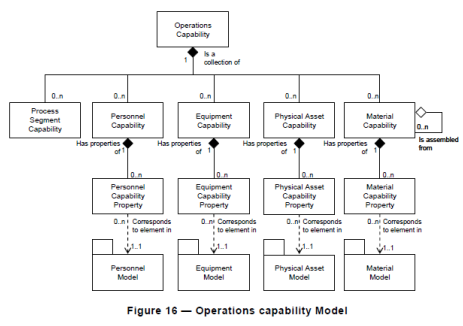 Operations
Capability
1
Is a
collection of
0..n
0..n
0..n
0..n
0..n
Process
Segment
Capability
Personnel
Capability
Equipment
Capability
Physical Asset
Capability
Material
Capability
0..n
Is assembled
from
Has properties
of 1
Has properties
of 1
Has properties
of 1
Has properties
of 1
0..n
0..n
0..n
0..n
Personnel
Capability
Property
Equipment
Capability
Property
Physical Asset
Capability
Property
Material
Capability
Property
0..n Corresponds
to element in
0..n Corresponds
to element in
0..n Corresponds
to element in
0..n Corresponds
to element in
1..1
1..1
1..1
1..1
Personnel
Model
Equipment
Model
Physical Asset
Model
Material
Model
Figure 16 — Operations capability Model